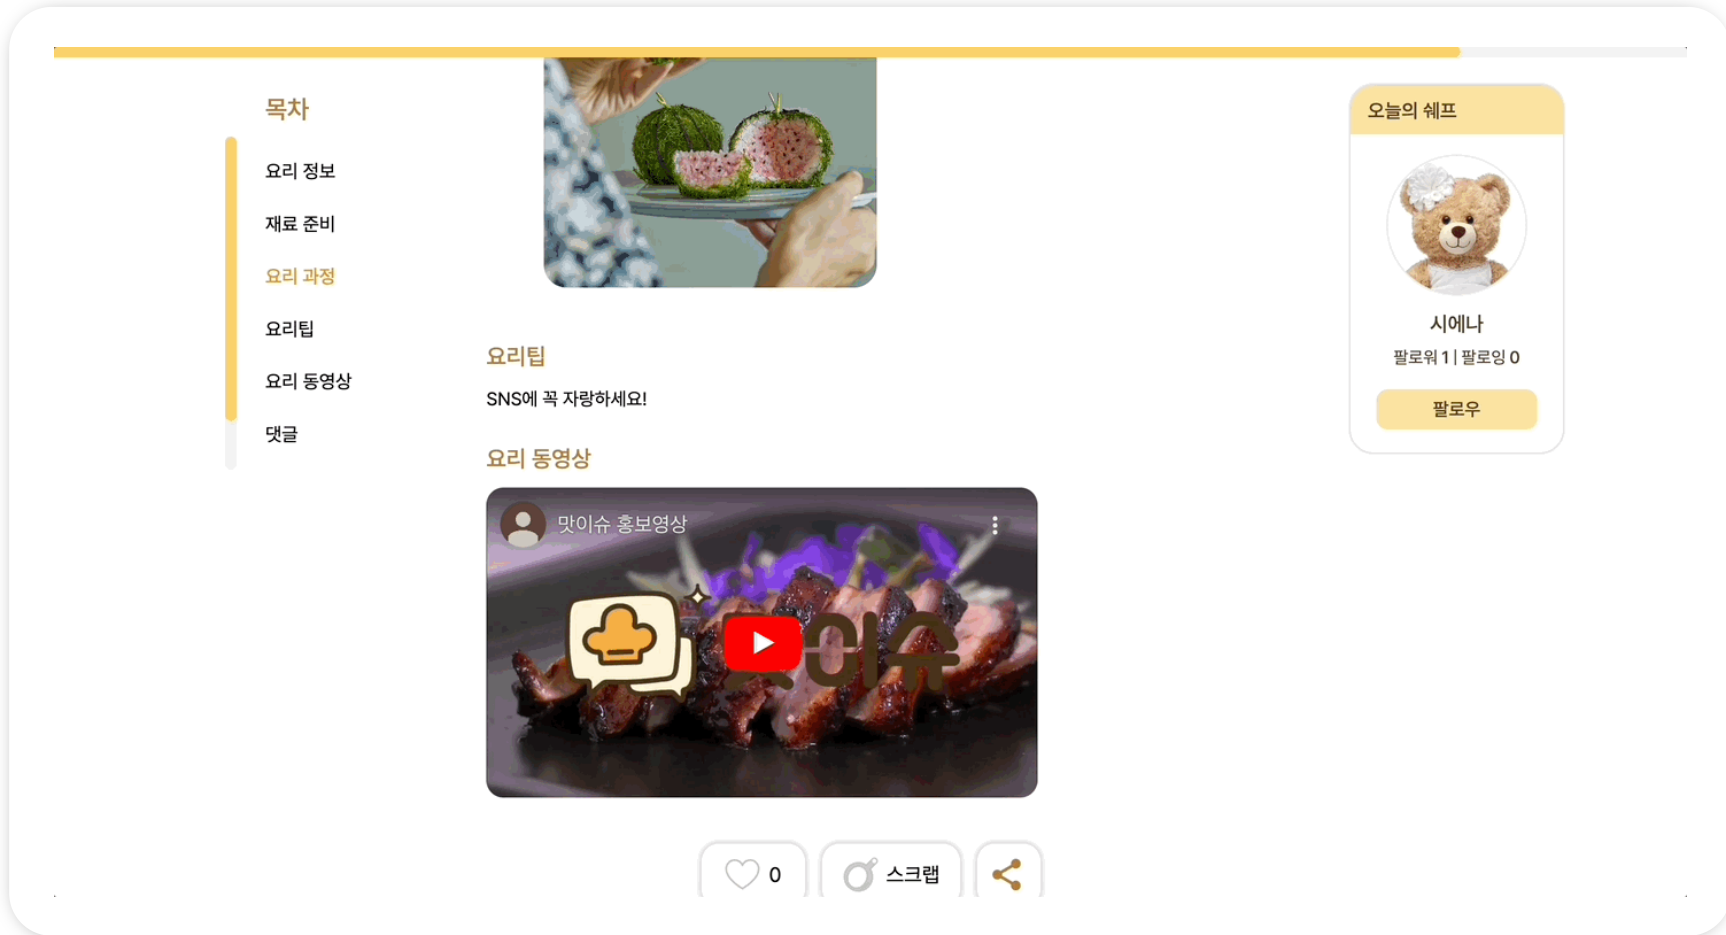 목차
요리 정보
재료 준비
요리 과정
요리팁
요리 동영상
댓글
요리팁
SNS에 꼭 자랑하세요!
요리 동영상
맛이슈 홍보영상
이슈
0
스크랩
오늘의 쉐프
시에나
팔로워 1 | 팔로잉 0
팔로우